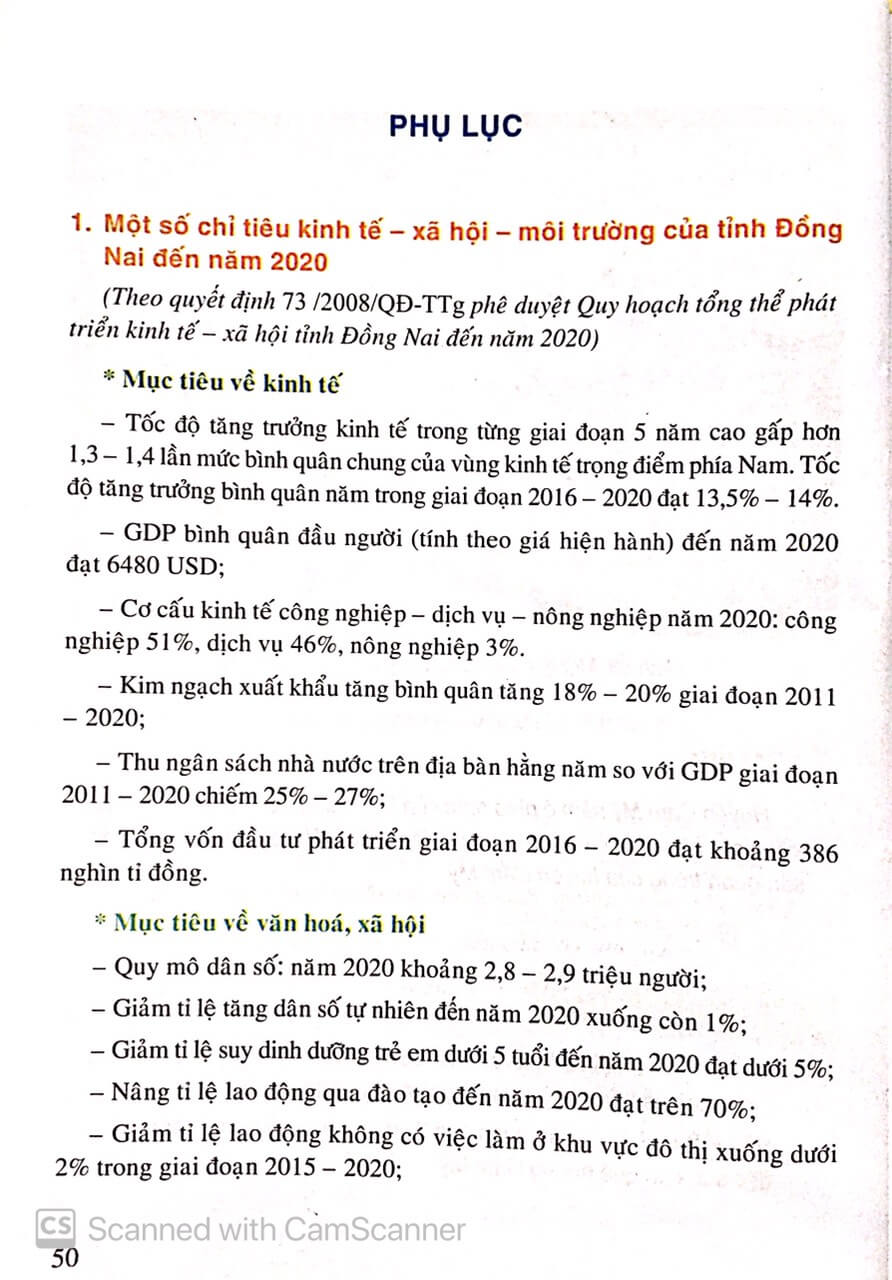 PHỤ LỤC
1. Một số chỉ tiêu kinh tế – xã hội – môi trường của tỉnh Đồng
Nai đến năm 2020
(Theo quyết định 73 /2008/QĐ-TTg phê duyệt Quy hoạch tổng thể phát
triển kinh tế – xã hội tỉnh Đồng Nai đến năm 2020)
* Mục tiêu về kinh tế
– Tốc độ tăng trưởng kinh tế trong từng giai đoạn 5 năm cao gấp hơn
1,3 – 1,4 lần mức bình quân chung của vùng kinh tế trọng điểm phía Nam. Tốc
độ tăng trưởng bình quân năm trong giai đoạn 2016 – 2020 đạt 13,5% – 14%.
– GDP bình quân đầu người (tính theo giá hiện hành) đến năm 2020
đạt 6480 USD;
– Cơ cấu kinh tế công nghiệp – dịch vụ – nông nghiệp năm 2020: công
nghiệp 51%, dịch vụ 46%, nông nghiệp 3%.
– Kim ngạch xuất khẩu tăng bình quân tăng 18% – 20% giai đoạn 2011
– 2020;
– Thu ngân sách nhà nước trên địa bàn hằng năm so với GDP giai đoạn
2011 – 2020 chiếm 25% – 27%;
– Tổng vốn đầu tư phát triển giai đoạn 2016 – 2020 đạt khoảng 386
nghìn tỉ đồng.
* Mục tiêu về văn hoá, xã hội
– Quy mô dân số: năm 2020 khoảng 2,8 – 2,9 triệu người;
– Giảm tỉ lệ tăng dân số tự nhiên đến năm 2020 xuống còn 1%;
– Giảm tỉ lệ suy dinh dưỡng trẻ em dưới 5 tuổi đến năm 2020 đạt dưới 5%;
– Nâng tỉ lệ lao động qua đào tạo đến năm 2020 đạt trên 70%;
– Giảm tỉ lệ lao động không có việc làm ở khu vực đô thị xuống dưới
2% trong giai đoạn 2015 – 2020;
CS Scanned with CamScanner
50